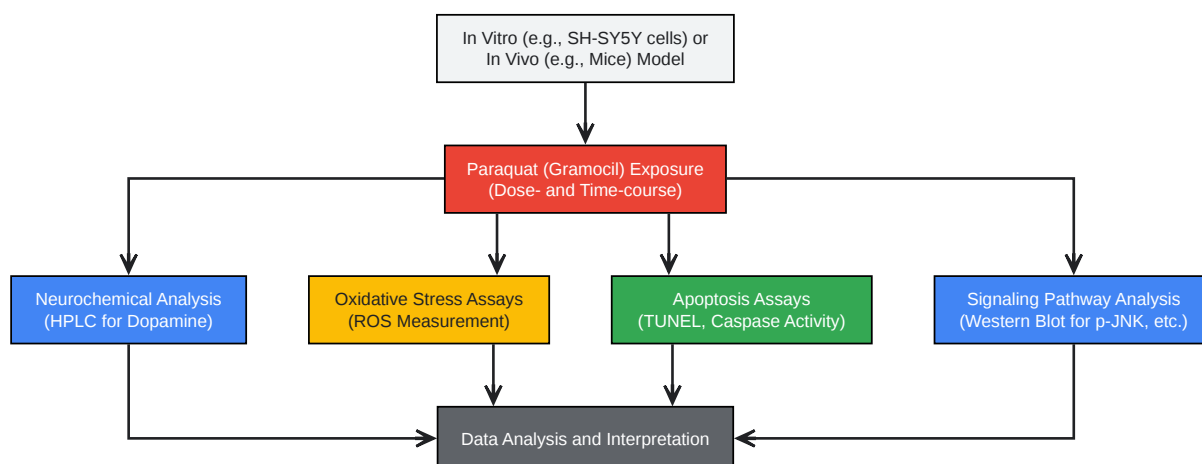 In Vitro (e.g., SH-SY5Y cells) or
In Vivo (e.g., Mice) Model
Paraquat (Gramocil) Exposure
(Dose- and Time-course)
Neurochemical Analysis
(HPLC for Dopamine)
Oxidative Stress Assays
(ROS Measurement)
Apoptosis Assays
(TUNEL, Caspase Activity)
Signaling Pathway Analysis
(Western Blot for p-JNK, etc.)
Data Analysis and Interpretation